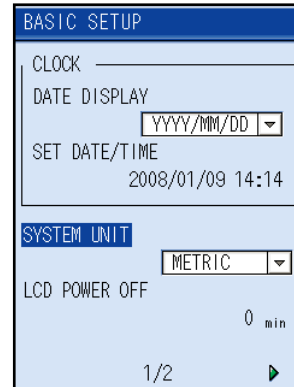 BASIC SETUP
CLOCK
DATE DISPLAY
YYYY/MM/DD
SET DATE/TIME
2008/01/09 14:14
SYSTEM UNIT
METRIC
LCD POWER OFF
0 min
1/2